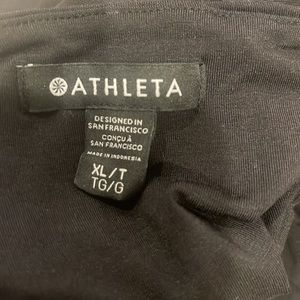 ATHLETA
DESIGNED IN
SAN FRANCISCO
CONÇU À
SAN FRANCISCO
MADE IN INDONESIA
XL/T
TG/G